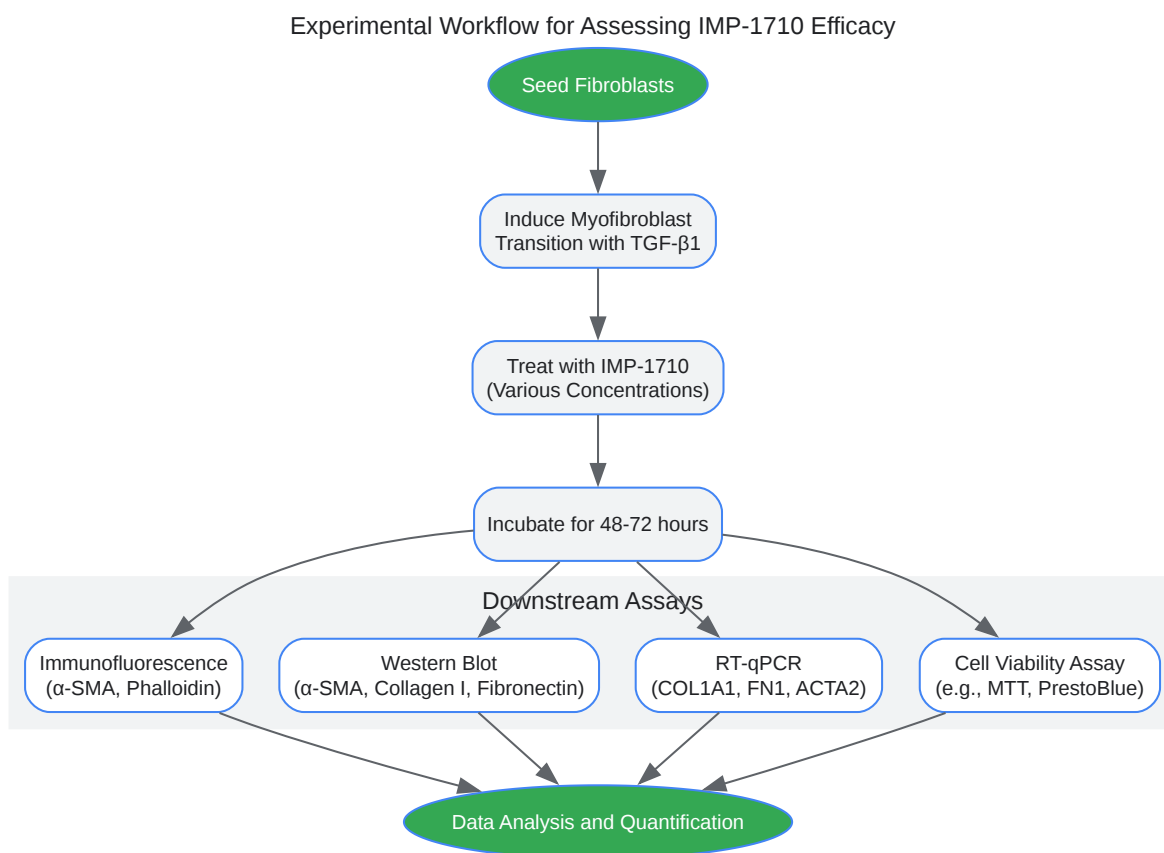 Experimental Workflow for Assessing IMP-1710 Efficacy
Seed Fibroblasts
Induce Myofibroblast
Transition with TGF-β1
Treat with IMP-1710
(Various Concentrations)
Incubate for 48-72 hours
Downstream Assays
Immunofluorescence
(α-SMA, Phalloidin)
Western Blot
(α-SMA, Collagen I, Fibronectin)
RT-qPCR
(COL1A1, FN1, ACTA2)
Cell Viability Assay
(e.g., MTT, PrestoBlue)
Data Analysis and Quantification